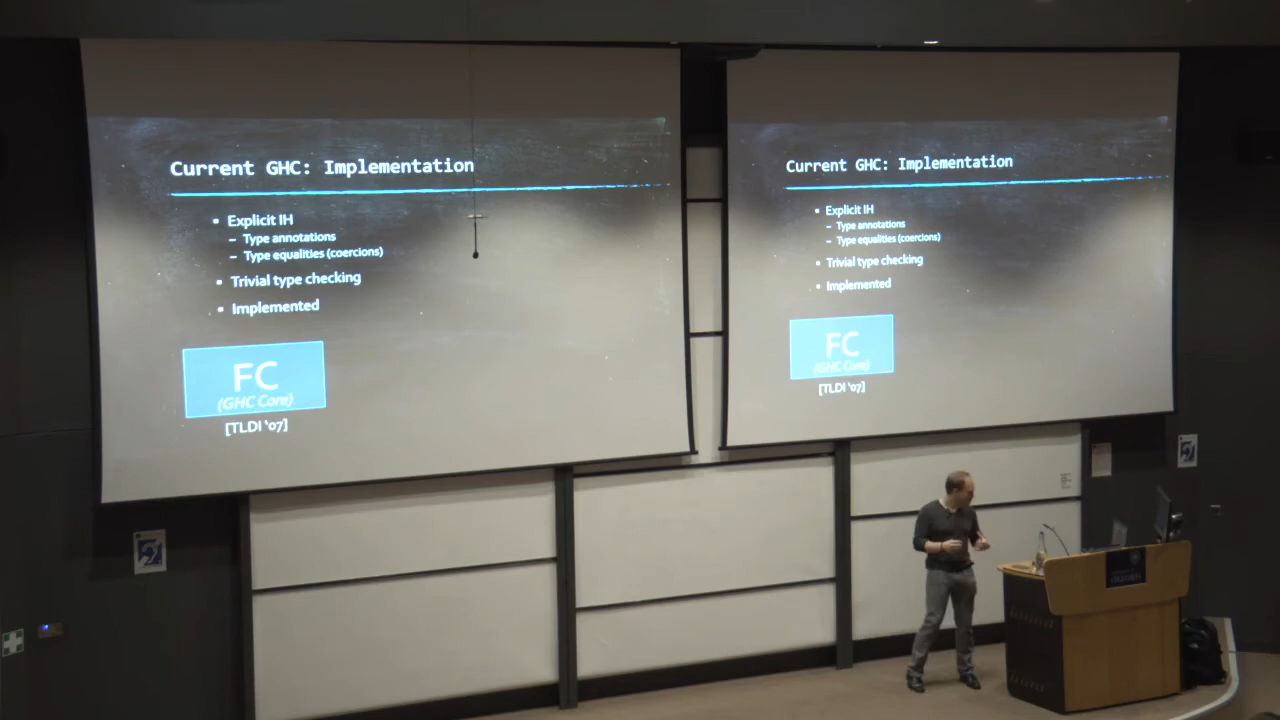 Current GHC: Implementation
▪ Explicit IH
– Type annotations
– Type equalities (coercions)
▪ Trivial type checking
▪ Implemented
FC
(GHC Core)
[TLDI '07]
Current GHC: Implementation
▪ Explicit IH
– Type annotations
– Type equalities (coercions)
▪ Trivial type checking
▪ Implemented
FC
(GHC Core)
[TLDI '07]